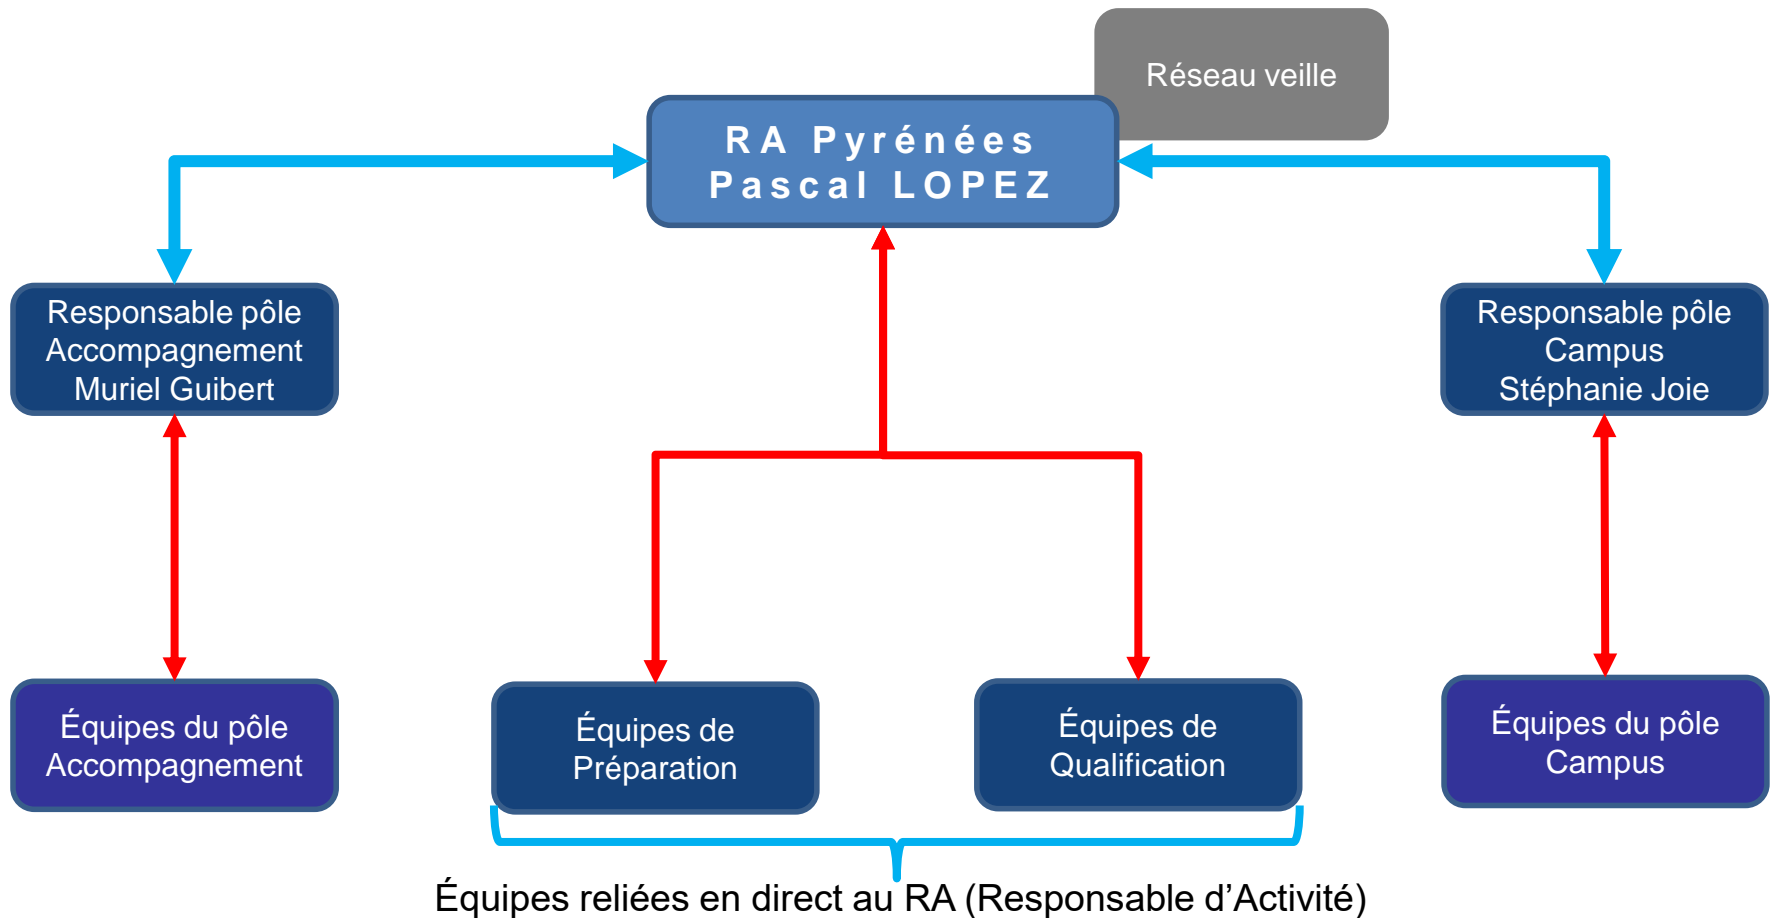 Réseau veille
RA Pyrénées
Pascal LOPEZ
Responsable pôle
Accompagnement
Muriel Guibert
Responsable pôle
Campus
Stéphanie Joie
Équipes du pôle
Accompagnement
Équipes de
Préparation
Équipes de
Qualification
Équipes du pôle
Campus
Équipes reliées en direct au RA (Responsable d’Activité)